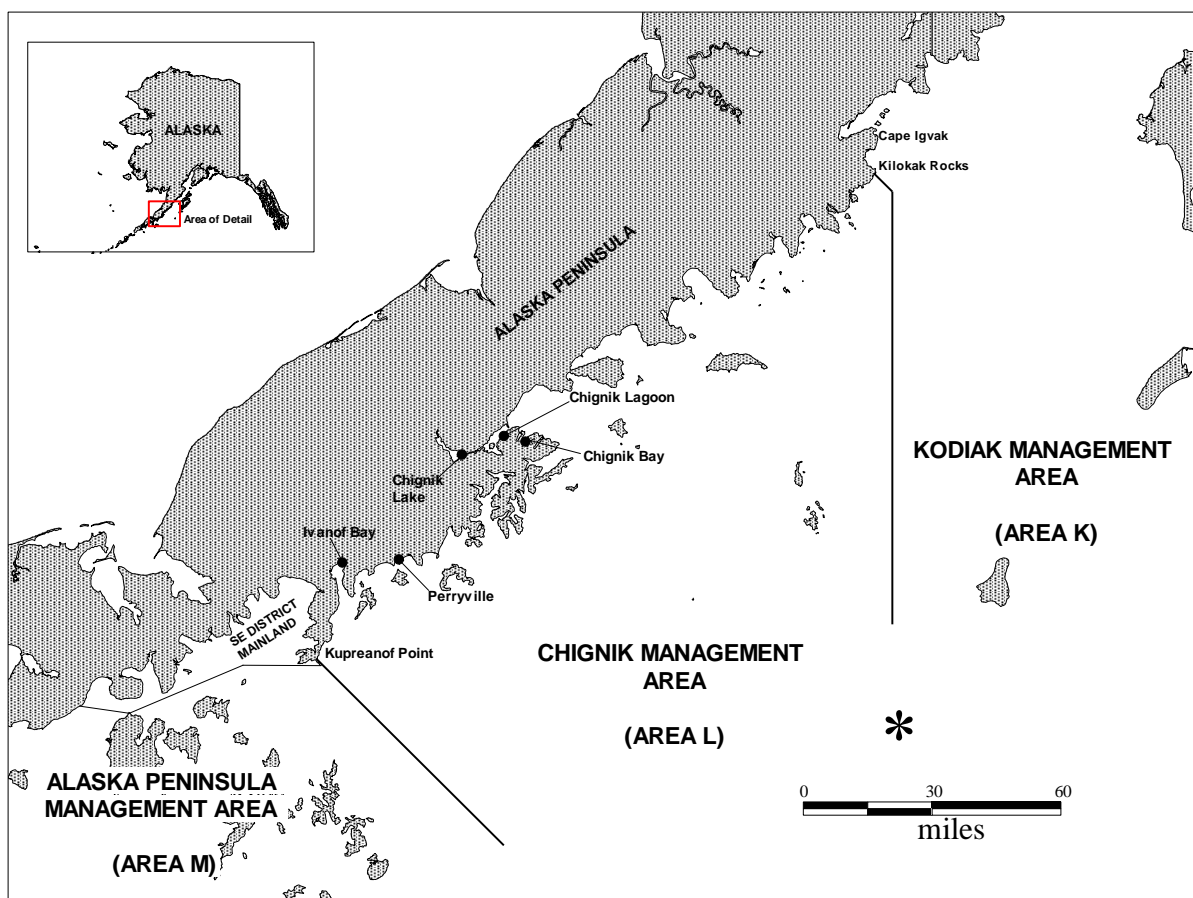 ALASKA
Area of Detail
Cape Igvak
Kilokak Rocks
ALASKA PENINSULA
Chignik Lagoon
Chignik Bay
Chignik
Lake
Ivanof Bay
Perryville
SE DISTRICT
MAINLAND
Kupreanof Point
KODIAK MANAGEMENT
AREA
(AREA K)
CHIGNIK MANAGEMENT
AREA
(AREA L)
*
ALASKA PENINSULA
MANAGEMENT AREA
(AREA M)
0 30 60
miles